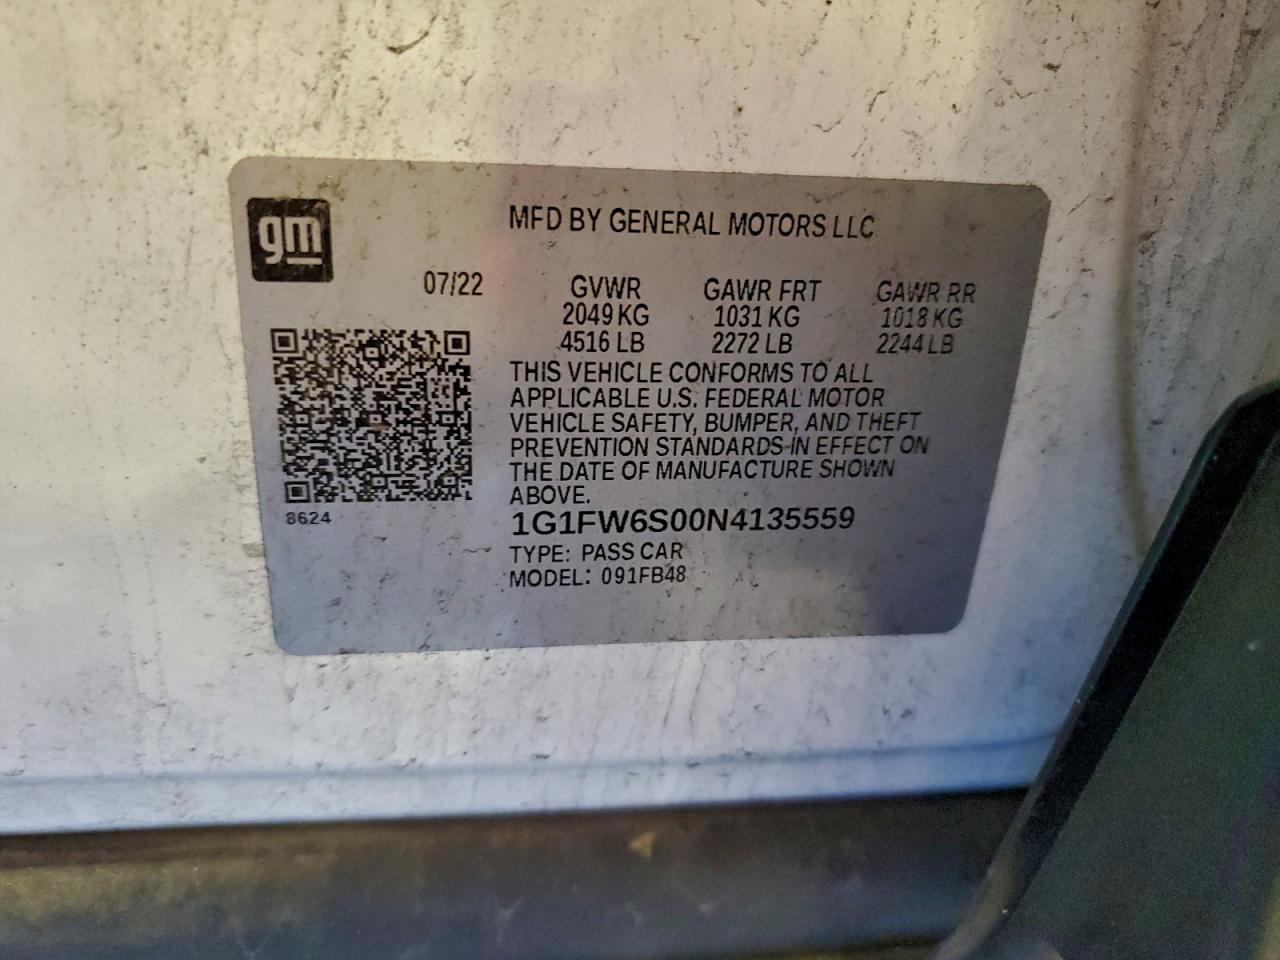 gm
MFD BY GENERAL MOTORS LLC
07/22 GVWR GAWR FRT GAWR RR
2049 KG 1031 KG 1018 KG
4516 LB 2272 LB 2244 LB
THIS VEHICLE CONFORMS TO ALL
APPLICABLE U.S. FEDERAL MOTOR
VEHICLE SAFETY, BUMPER, AND THEFT
PREVENTION STANDARDS IN EFFECT ON
THE DATE OF MANUFACTURE SHOWN
ABOVE.
8624
1G1FW6S00N4135559
TYPE: PASS CAR
MODEL: 091FB48